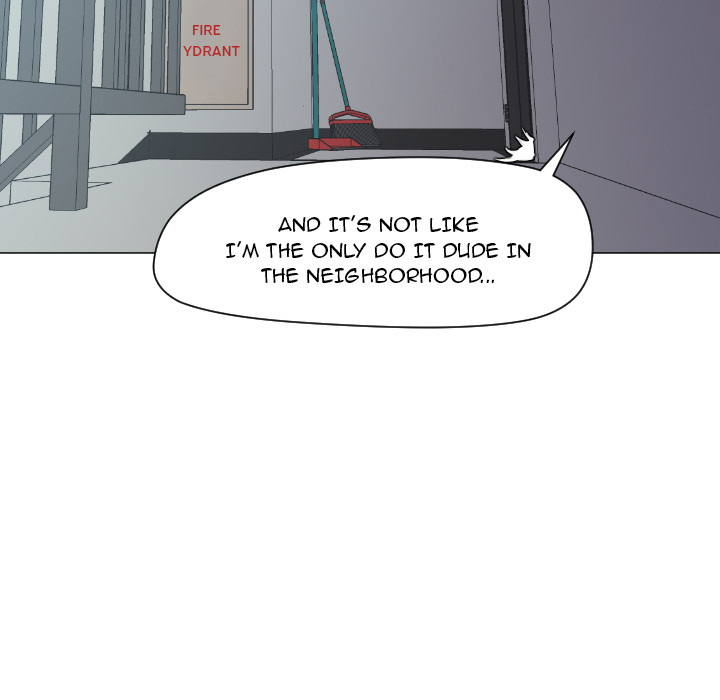 FIRE
YDRANT
AND IT'S NOT LIKE
I'M THE ONLY DO IT DUDE IN
THE NEIGHBORHOOD...